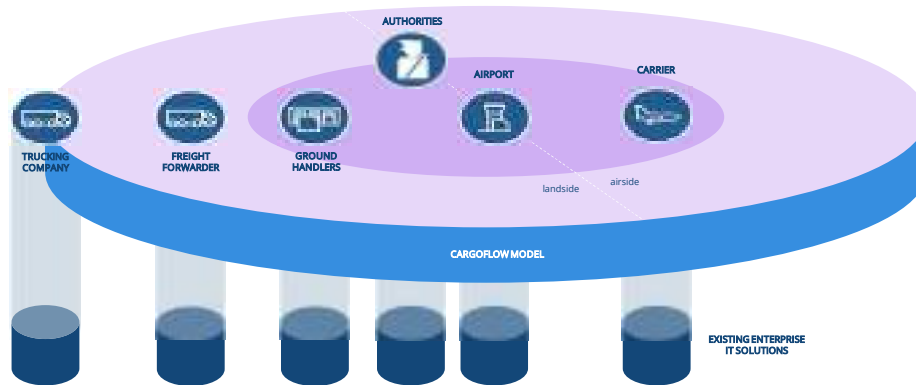 AUTHORITIES
AIRPORT
CARRIER
TRUCKING
COMPANY
FREIGHT
FORWARDER
GROUND
HANDLERS
landside
airside
CARGOFLOW MODEL
EXISTING ENTERPRISE
IT SOLUTIONS